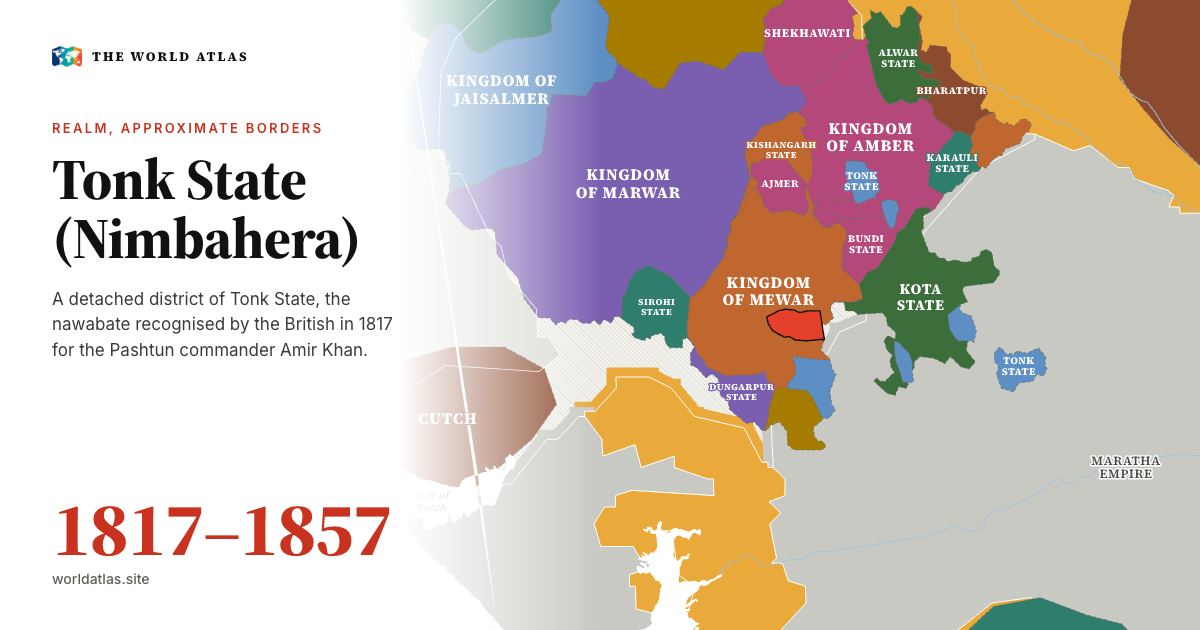 THE WORLD ATLAS
REALM, APPROXIMATE BORDERS
Tonk State
(Nimbahera)
A detached district of Tonk State, the
nawabate recognised by the British in 1817
for the Pashtun commander Amir Khan.
1817–1857
worldatlas.site
SHEKHAWATI
ALWAR
STATE
KINGDOM OF
JAISALMER
BHARATPUR
KINGDOM
OF AMBER
KISHANGARH
STATE
KARAULI
STATE
KINGDOM
OF MARWAR
AJMER
TONK
STATE
BUNDI
STATE
KINGDOM
OF MEWAR
KOTA
STATE
SIROHI
STATE
TONK
STATE
DUNGARPUR
STATE
CUTCH
MARATHA
EMPIRE
Gulf of
Kutch